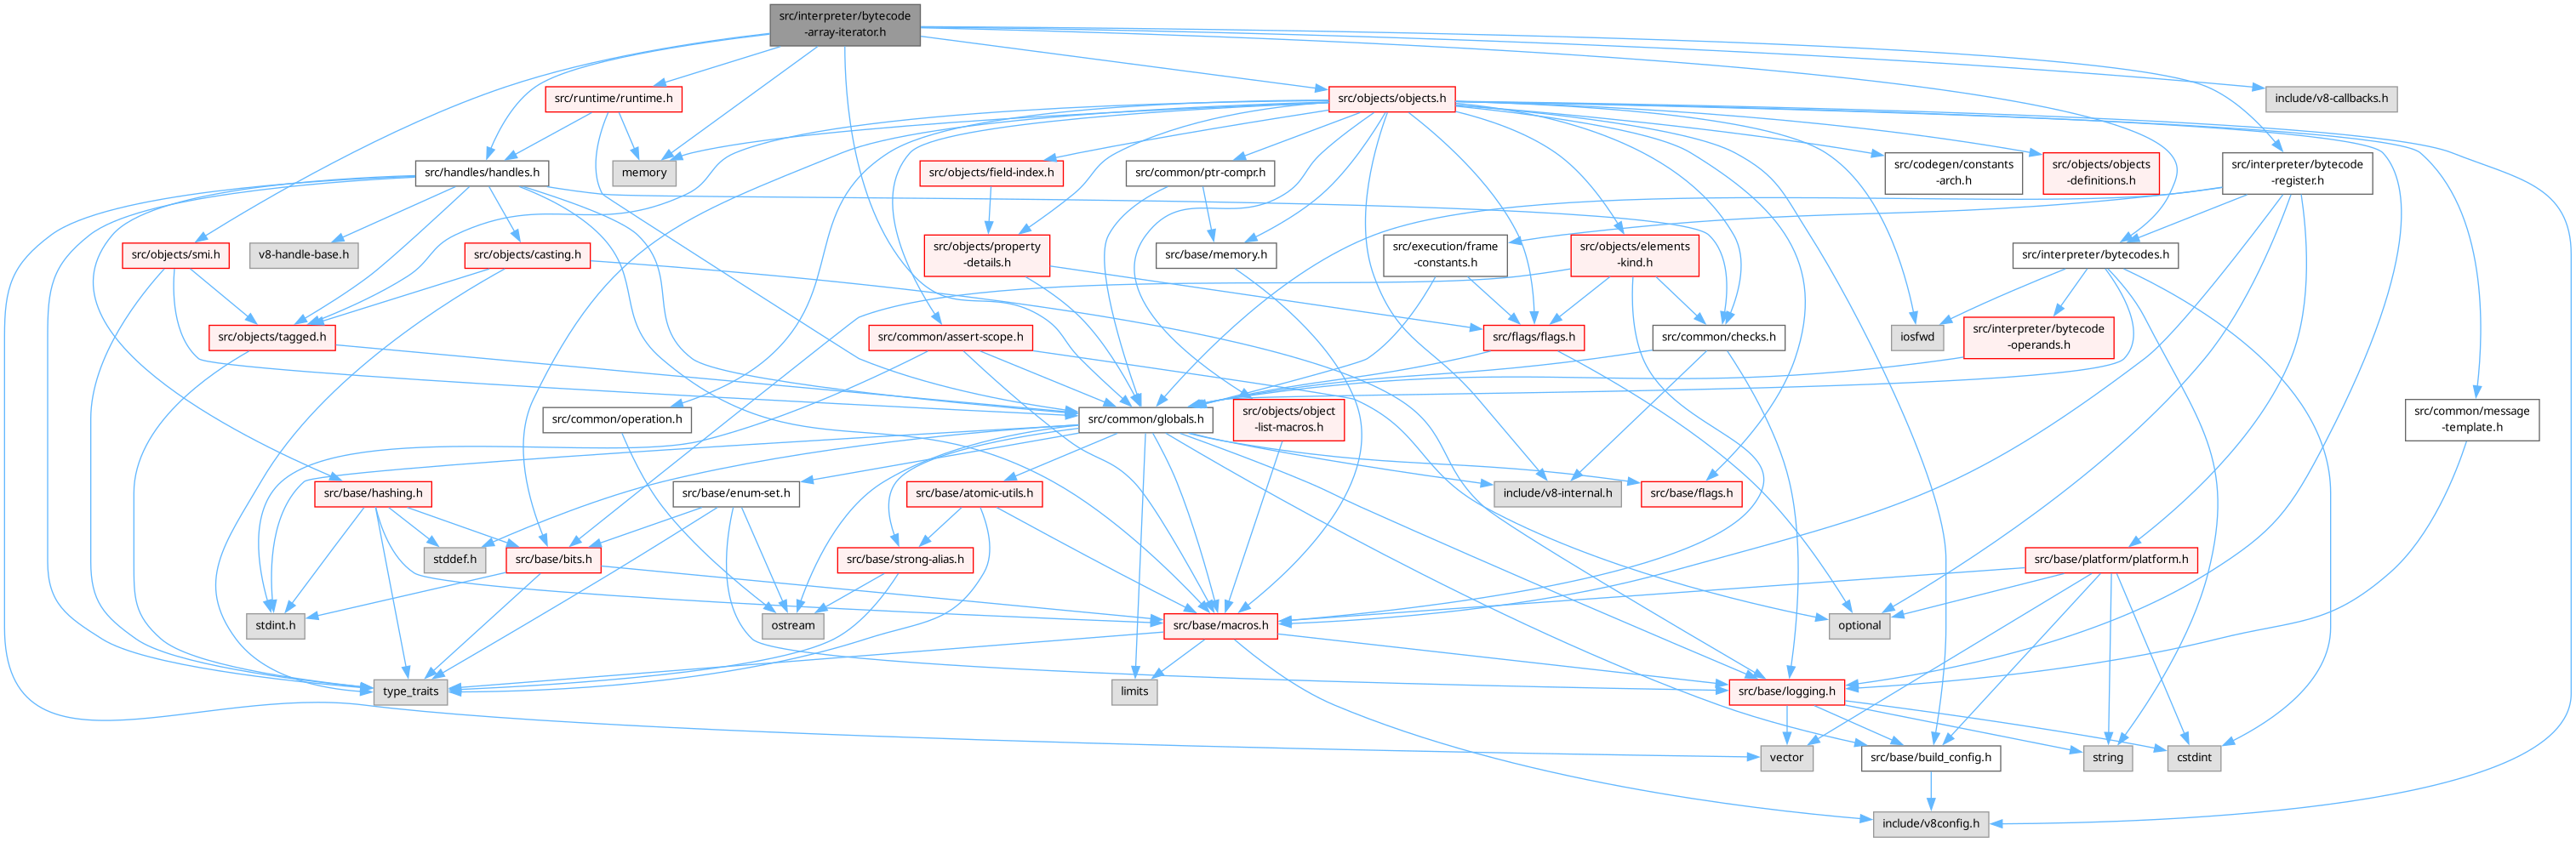 src/interpreter/bytecode
-array-iterator.h
src/runtime/runtime.h
src/objects/objects.h
include/v8-callbacks.h
src/handles/handles.h
memory
src/objects/field-index.h
src/common/ptr-compr.h
src/codegen/constants
-arch.h
src/objects/objects
-definitions.h
src/interpreter/bytecode
-register.h
src/objects/smi.h
v8-handle-base.h
src/objects/casting.h
src/objects/property
-details.h
src/base/memory.h
src/execution/frame
-constants.h
src/objects/elements
-kind.h
src/interpreter/bytecodes.h
src/objects/tagged.h
src/common/assert-scope.h
src/flags/flags.h
src/common/checks.h
iosfwd
src/interpreter/bytecode
-operands.h
src/common/operation.h
src/common/globals.h
src/objects/object
-list-macros.h
src/common/message
-template.h
src/base/hashing.h
src/base/enum-set.h
src/base/atomic-utils.h
include/v8-internal.h
src/base/flags.h
stddef.h
src/base/bits.h
src/base/strong-alias.h
src/base/platform/platform.h
stdint.h
ostream
src/base/macros.h
optional
type_traits
limits
src/base/logging.h
vector
src/base/build_config.h
string
cstdint
include/v8config.h